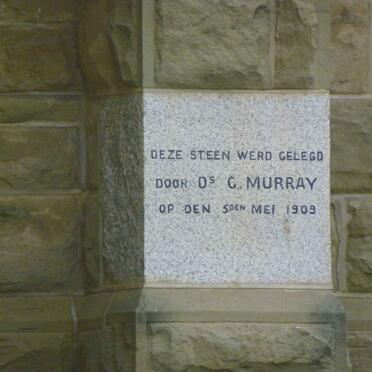 DEZE STEEN WERD GELEGD
DOOR DS G. MURRAY
OP DEN 5DEN MEI 1909